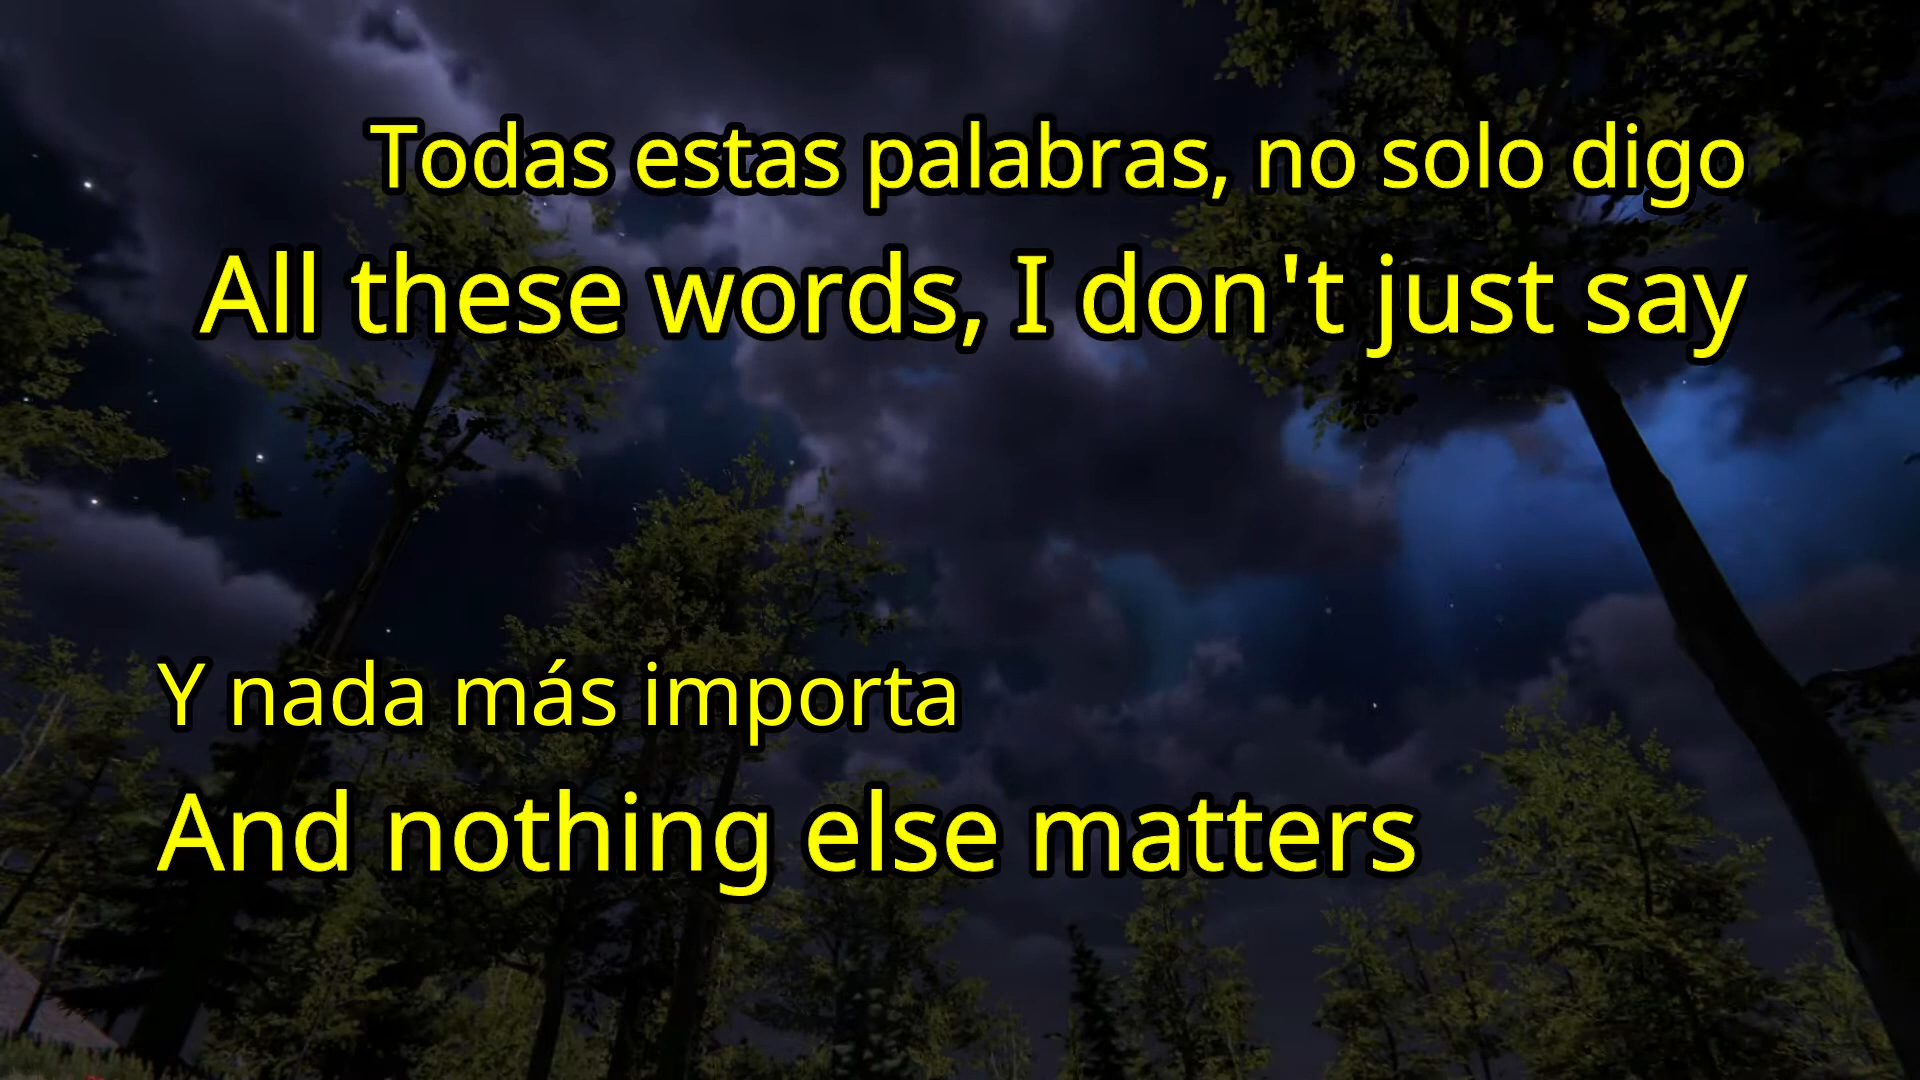 Todas estas palabras, no solo digo
All these words, I don't just say
Y nada más importa
And nothing else matters